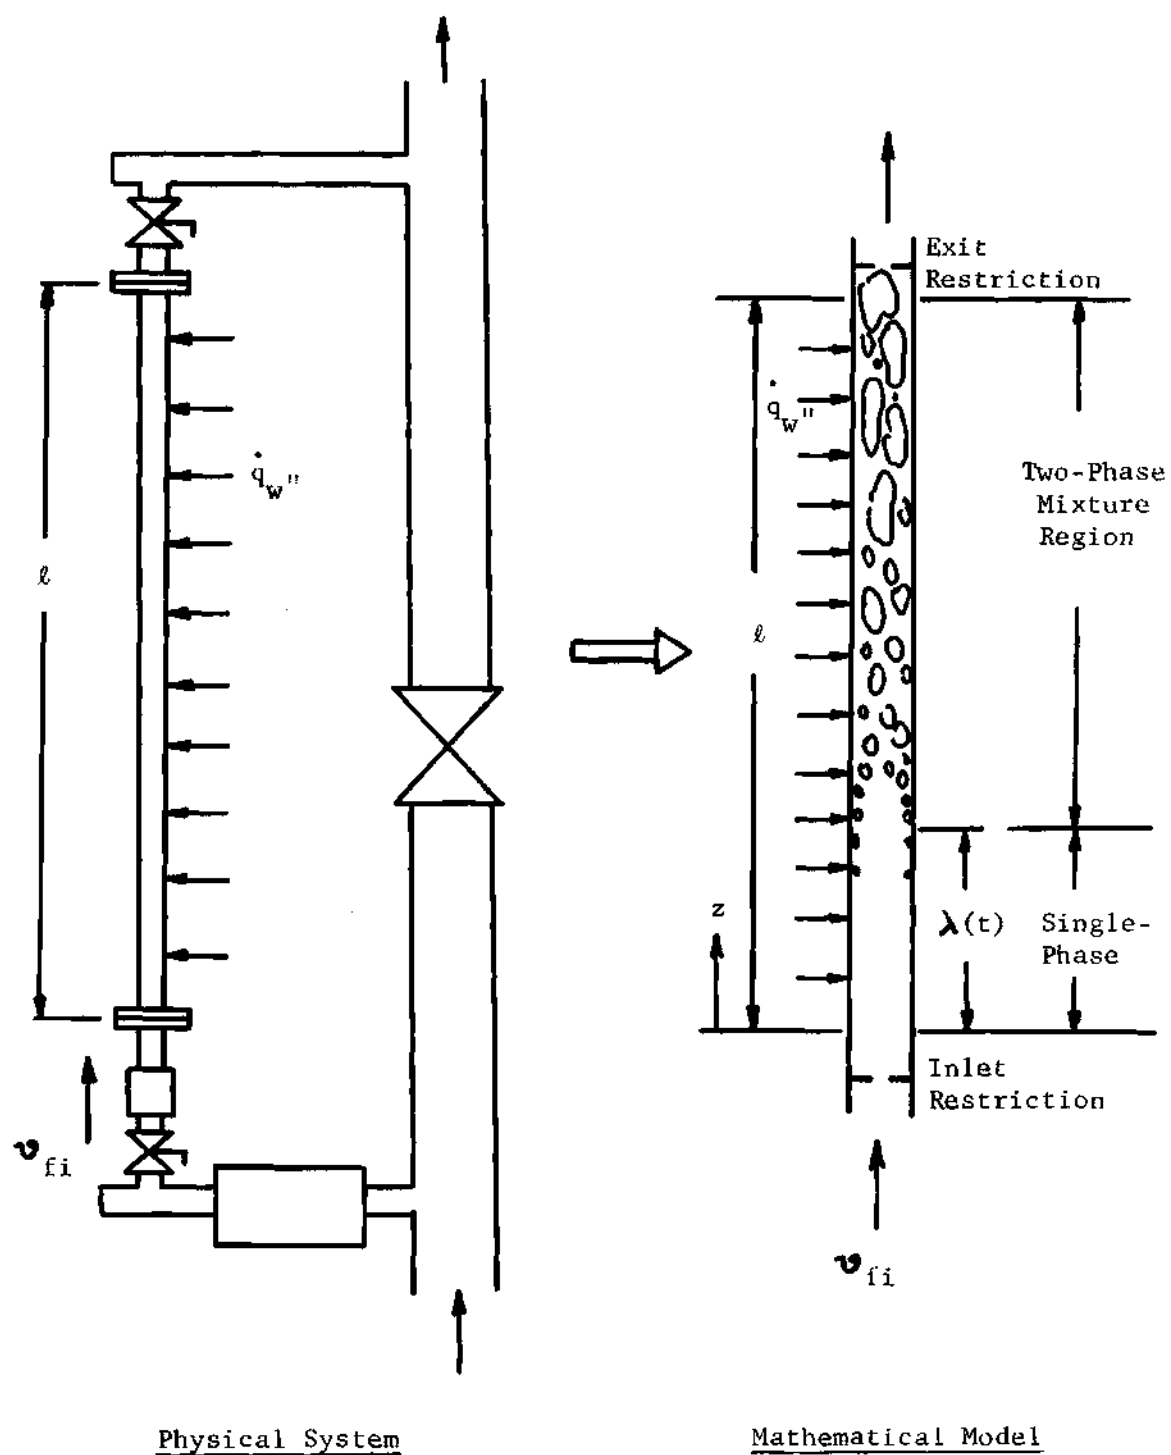 ℓ
q̇w"
vfi
Physical System
Exit
Restriction
q̇w"
ℓ
Two-Phase
Mixture
Region
z
λ(t)
Single-
Phase
Inlet
Restriction
vfi
Mathematical Model